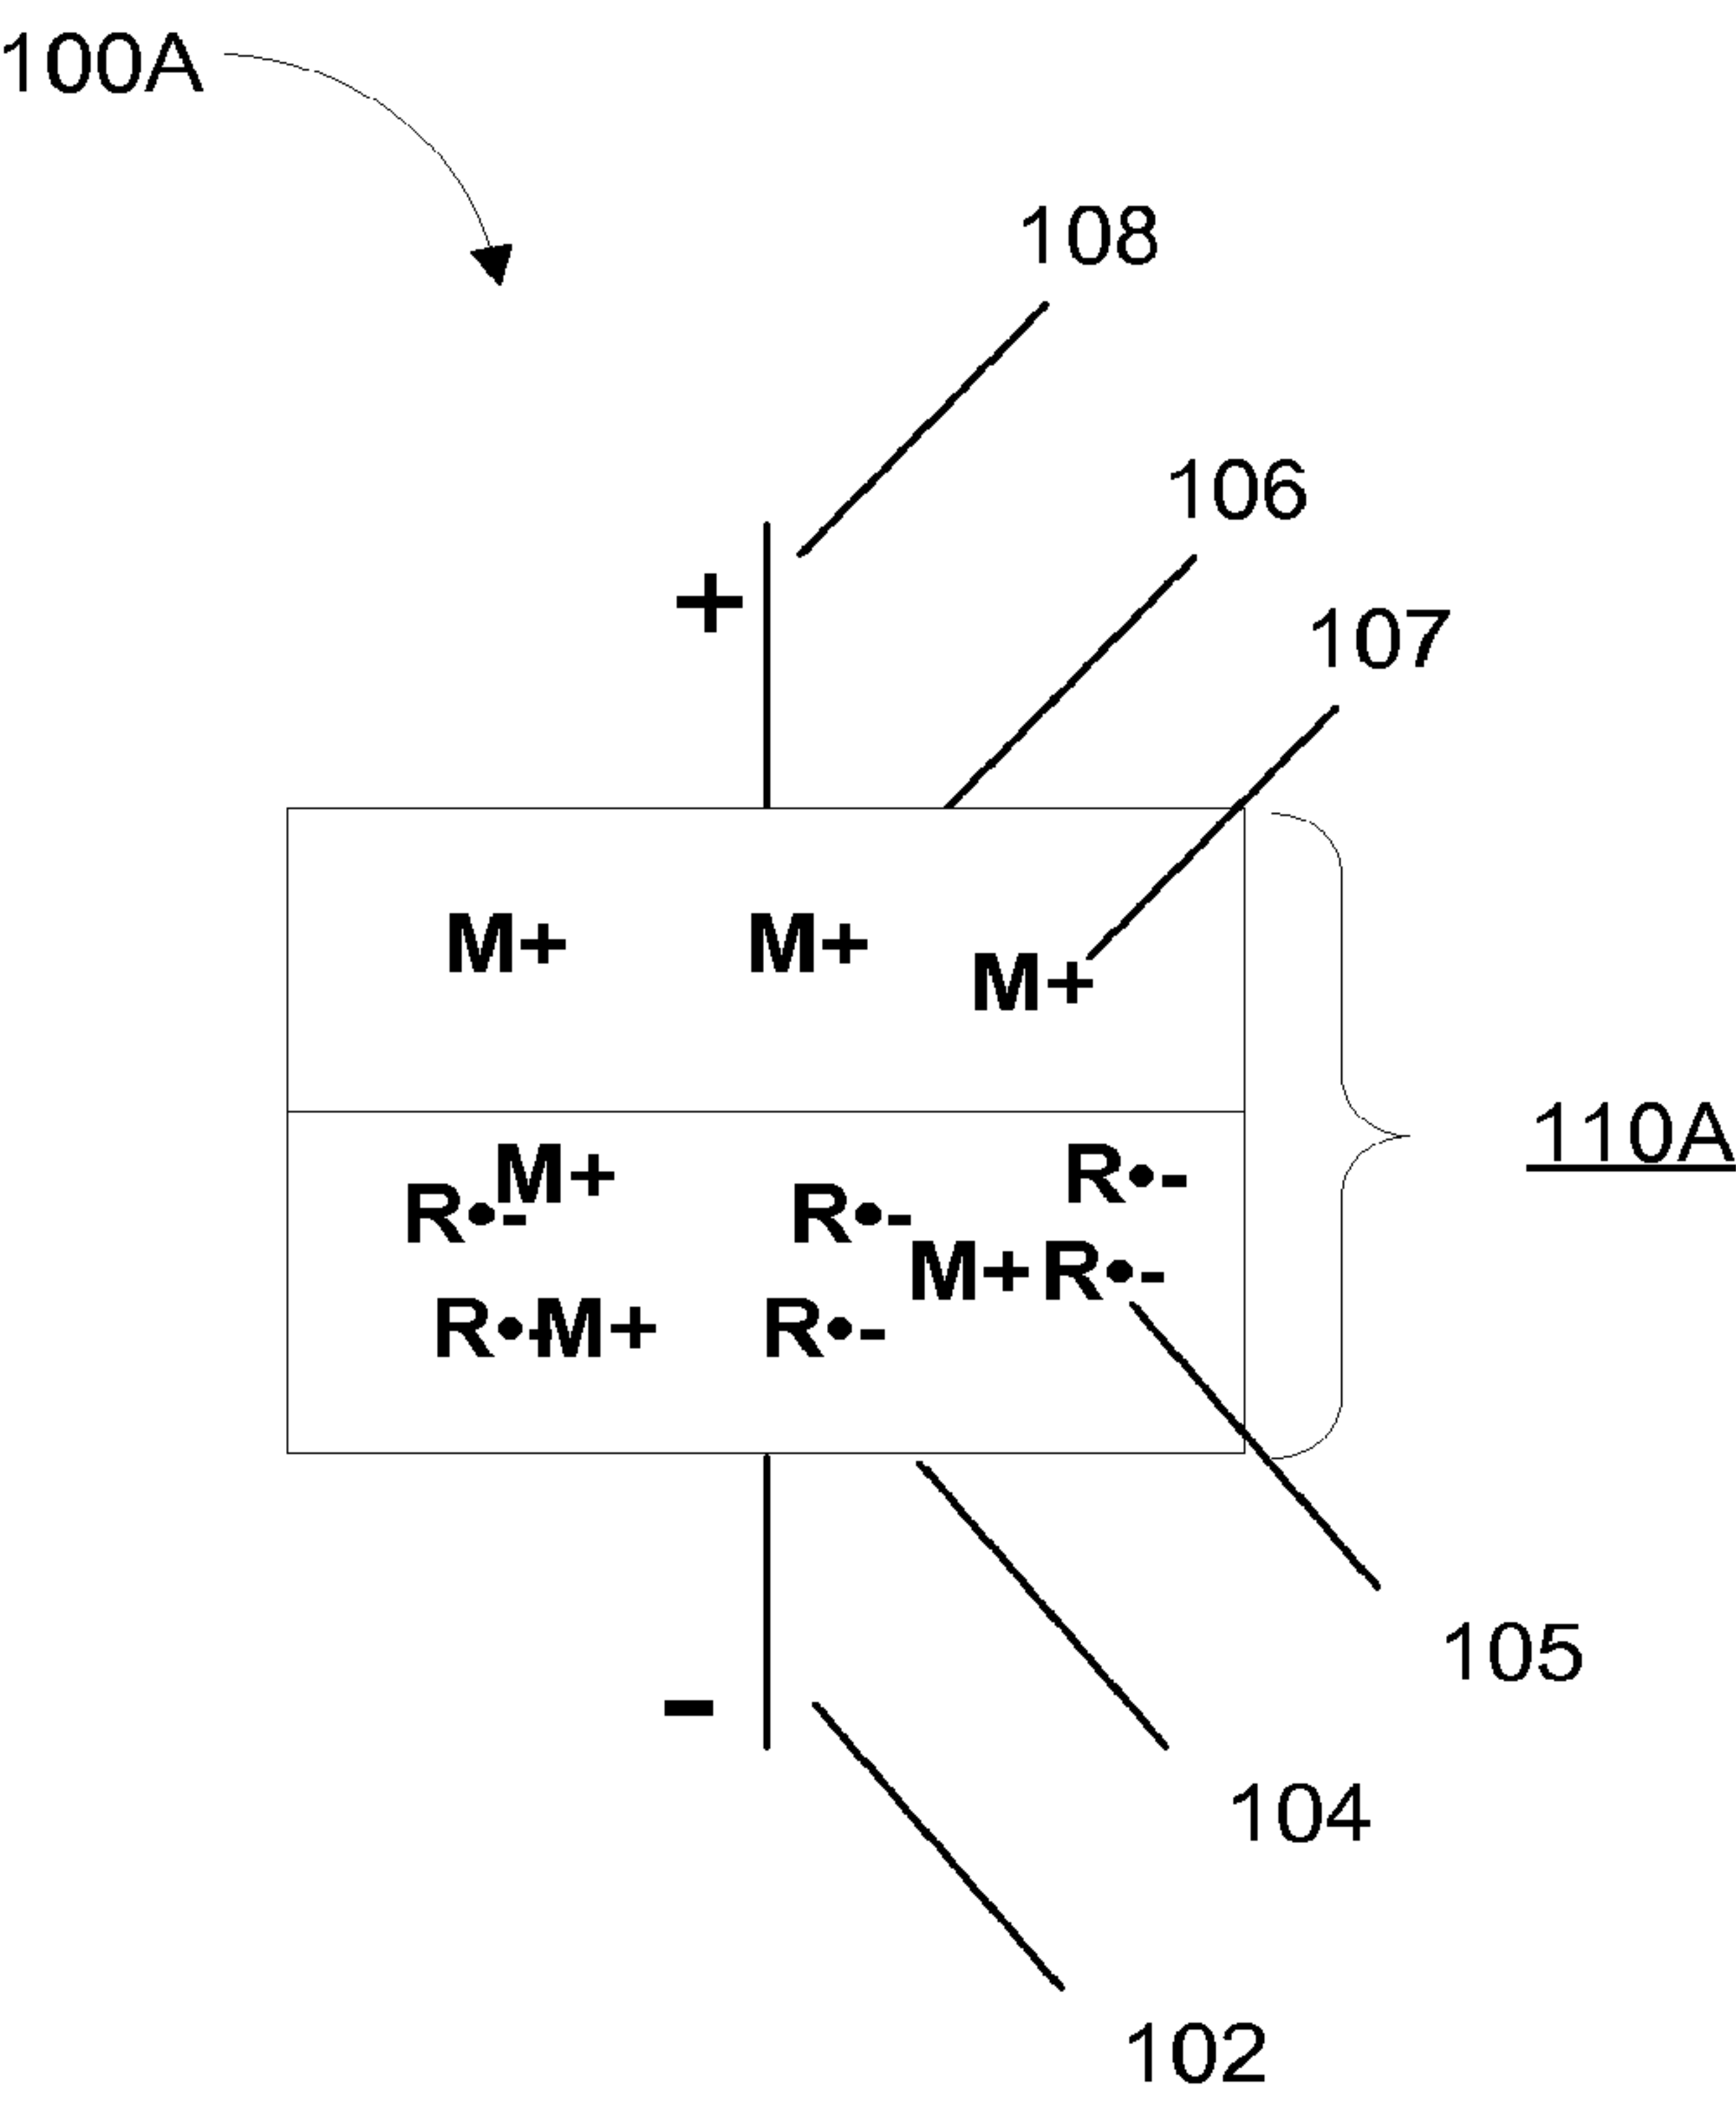 100A
108
106
+
107
M+ M+ M+
110A
M+ R•-
R•- R•-
M+ R•-
R•- M+ R•-
105
-
104
102